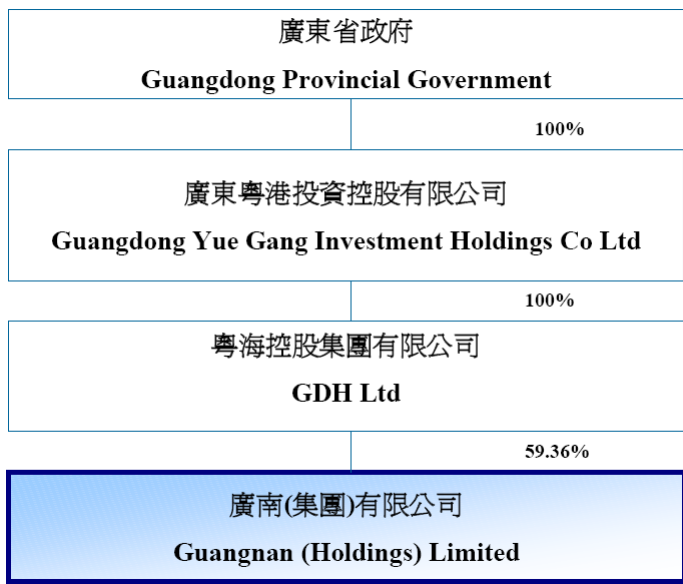 廣東省政府
Guangdong Provincial Government
100%
廣東粵港投資控股有限公司
Guangdong Yue Gang Investment Holdings Co Ltd
100%
粵海控股集團有限公司
GDH Ltd
59.36%
廣南(集團)有限公司
Guangnan (Holdings) Limited